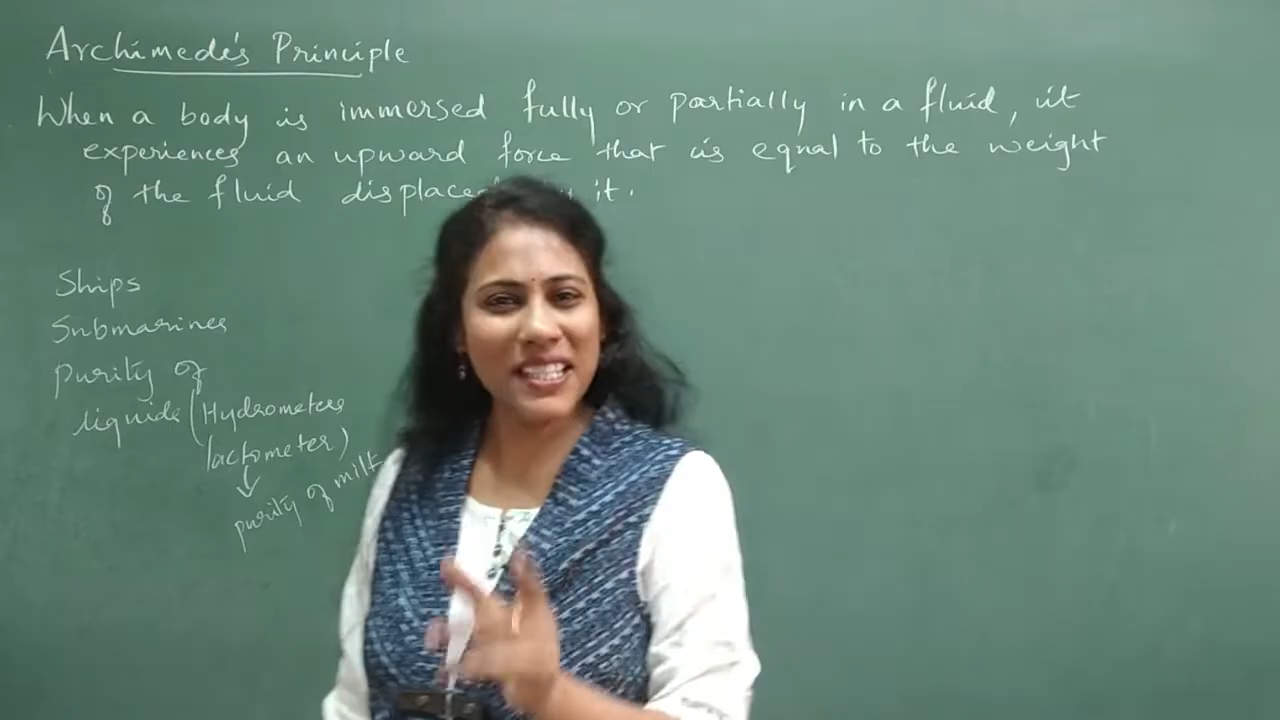 Archimede's Principle
When a body is immersed fully or partially in a fluid, it
experiences an upward force that is equal to the weight
of the fluid displaced it.
Ships
Submarines
purity of
liquids (Hydrometers
lactometer)
purity of milk